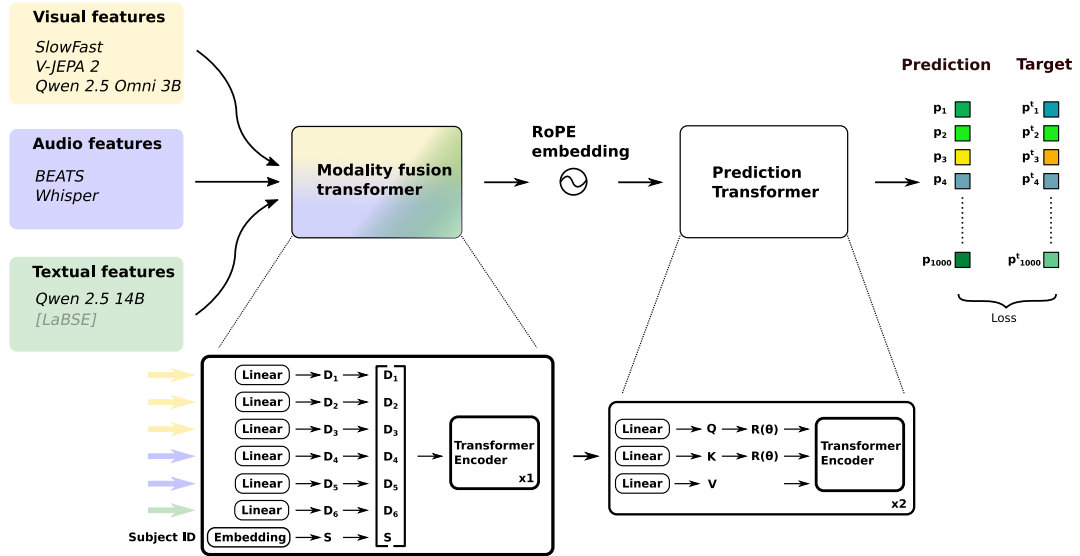 Visual features
SlowFast
V-JEPA 2
Qwen 2.5 Omni 3B
Audio features
BEATS
Whisper
Textual features
Qwen 2.5 14B
[LaBSE]
Modality fusion
transformer
RoPE
embedding
Prediction
Transformer
Prediction Target
p1 pt1
p2 pt2
p3 pt3
p4 pt4
p1000 pt1000
Loss
Linear D1 D1
Linear D2 D2
Linear D3 D3
Linear D4 D4
Linear D5 D5
Linear D6 D6
Subject ID Embedding S S
Transformer
Encoder
x1
Linear Q R(θ)
Linear K R(θ)
Linear V
Transformer
Encoder
x2